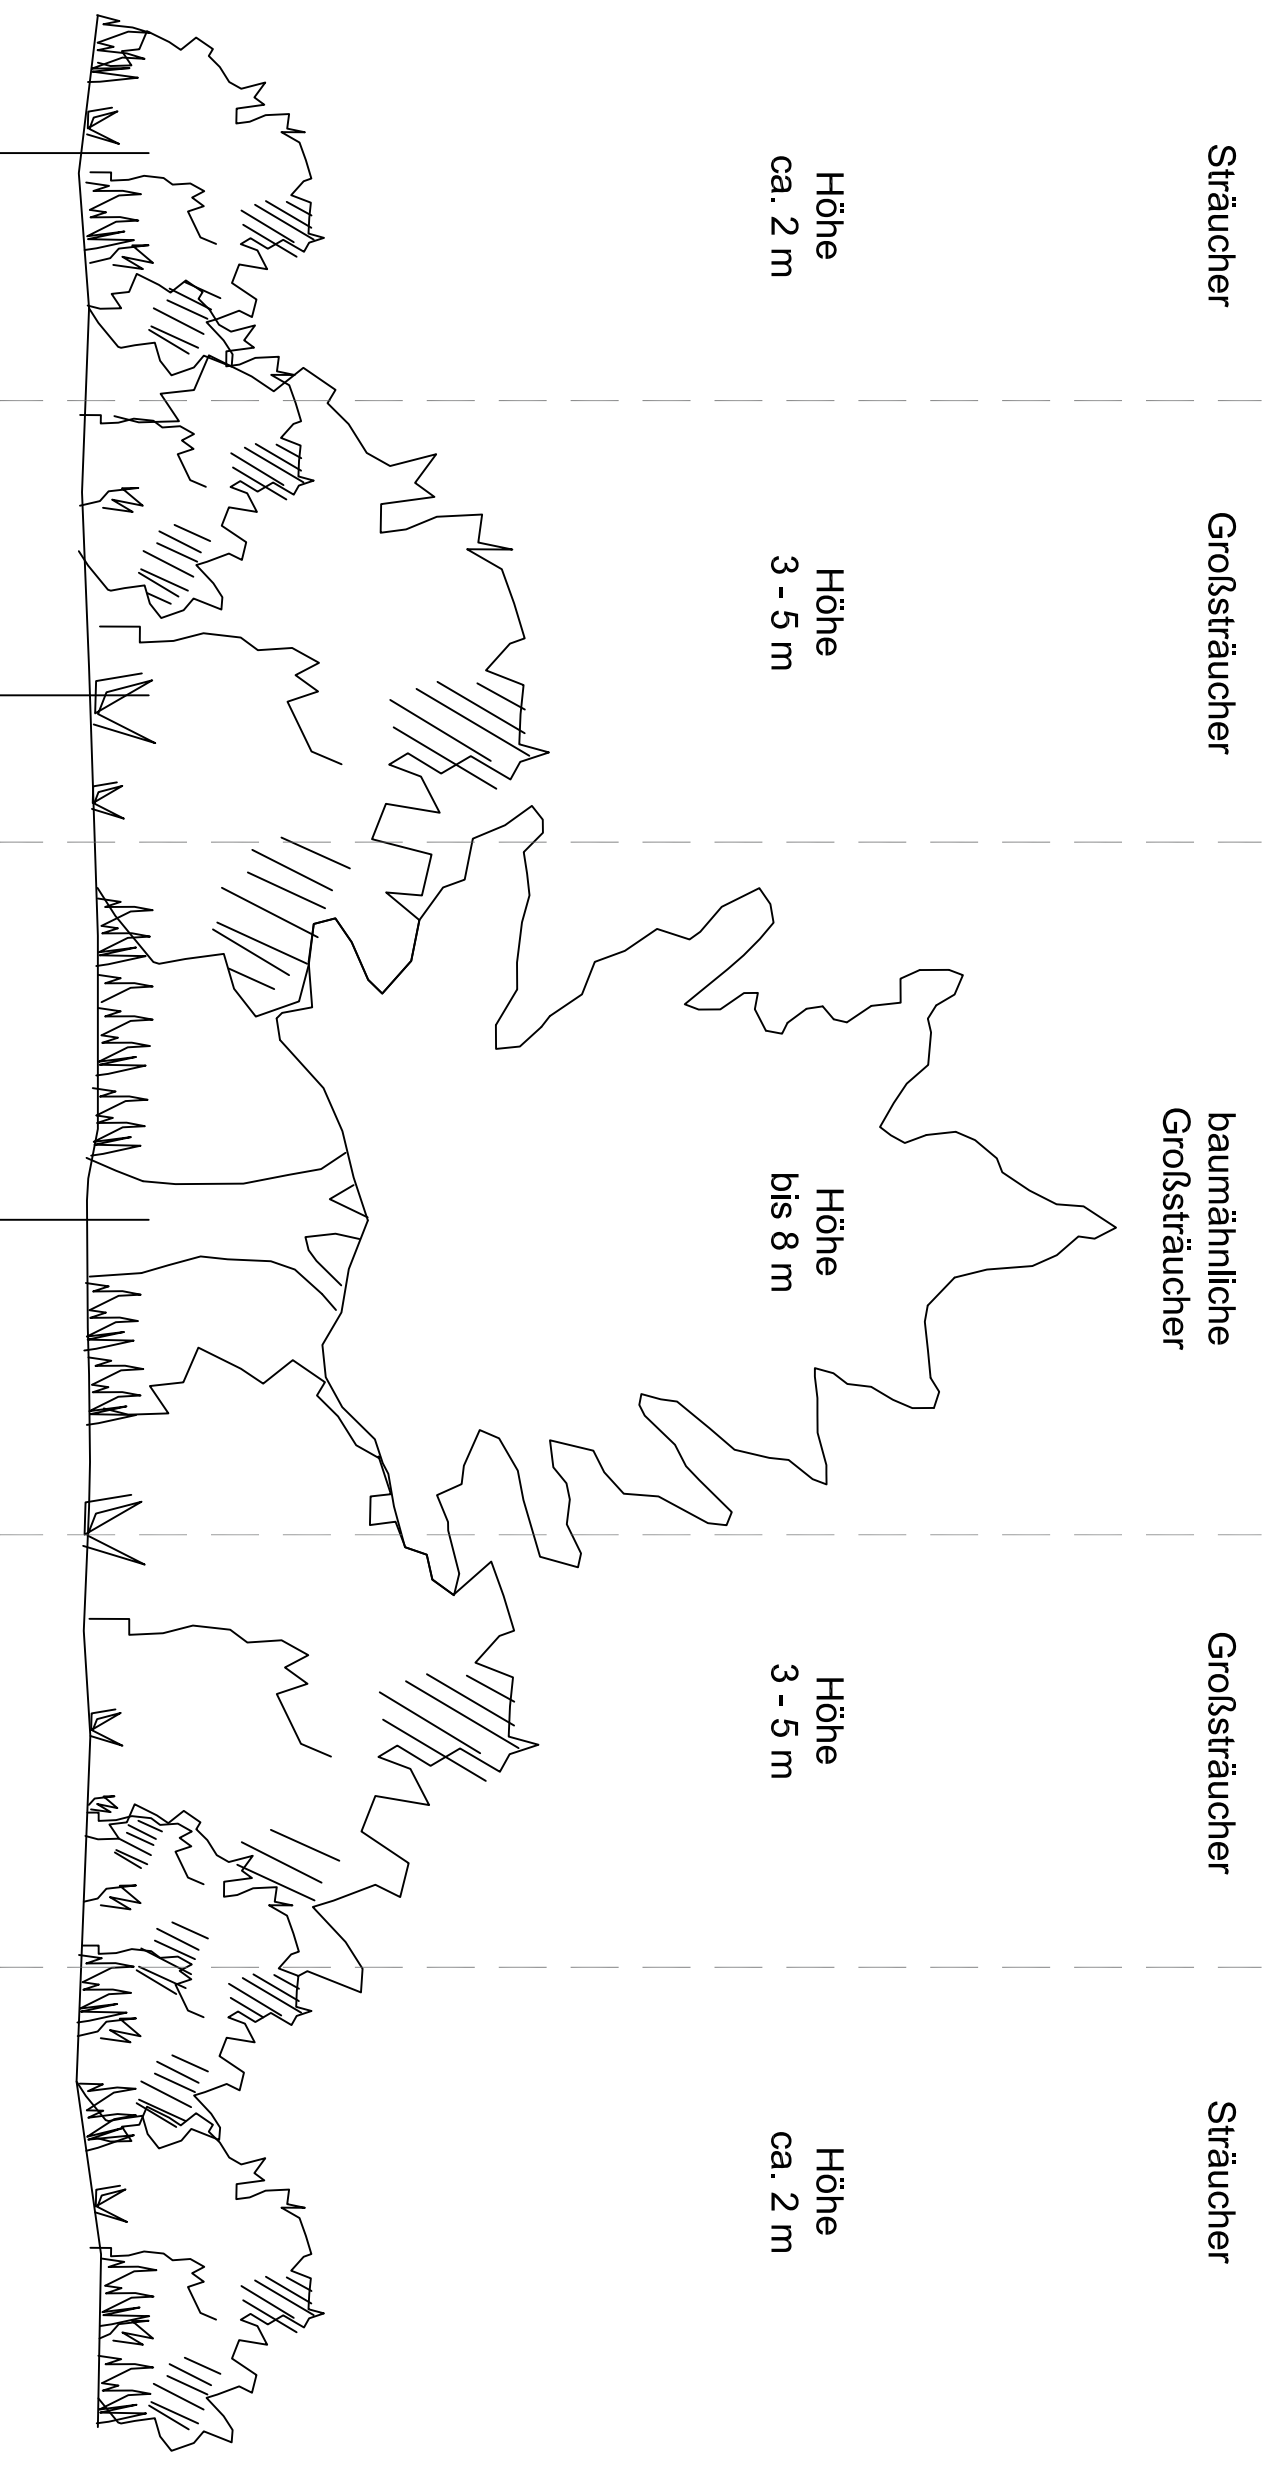 Sträucher
Großsträucher
baumähnliche
Großsträucher
Großsträucher
Sträucher
Höhe
ca. 2 m
Höhe
3 - 5 m
Höhe
bis 8 m
Höhe
3 - 5 m
Höhe
ca. 2 m